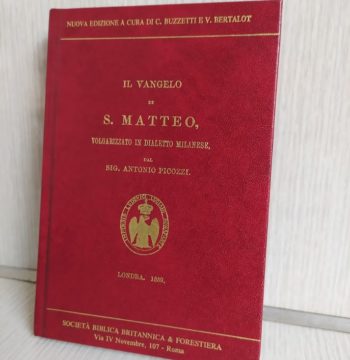 NUOVA EDIZIONE A CURA DI C. BUZZETTI E V. BERTALOT
IL VANGELO
DI
S. MATTEO,
VOLGARIZZATO IN DIALETTO MILANESE,
DAL
SIG. ANTONIO PICOZZI.
LONDRA. 1859.
SOCIETÀ BIBLICA BRITANNICA & FORESTIERA
Via IV Novembre, 107 - Roma